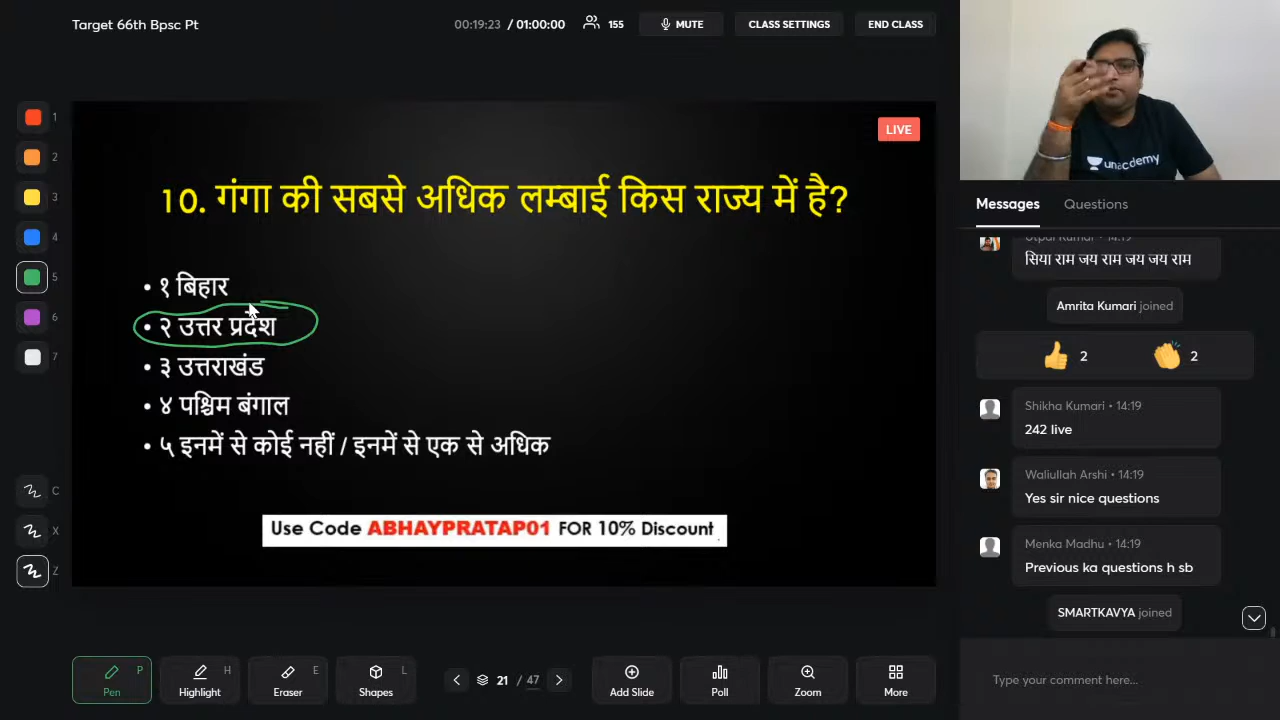 Target 66th Bpsc Pt
00:19:23 / 01:00:00
155
MUTE
CLASS SETTINGS
END CLASS
LIVE
10. गंगा की सबसे अधिक लम्बाई किस राज्य में है?
• १ बिहार
• २ उत्तर प्रदेश
• ३ उत्तराखंड
• ४ पश्चिम बंगाल
• ५ इनमें से कोई नहीं / इनमें से एक से अधिक
Use Code ABHAYPRATAP01 FOR 10% Discount .
1
2
3
4
5
6
7
C
X
Z
Pen P
Highlight H
Eraser E
Shapes L
21 / 47
Add Slide
Poll
Zoom
More
unacdemy
Messages
Questions
Utpal Kumar • 14:19
सिया राम जय राम जय जय राम
Amrita Kumari joined
2
2
Shikha Kumari • 14:19
242 live
Waliullah Arshi • 14:19
Yes sir nice questions
Menka Madhu • 14:19
Previous ka questions h sb
SMARTKAVYA joined
Type your comment here...